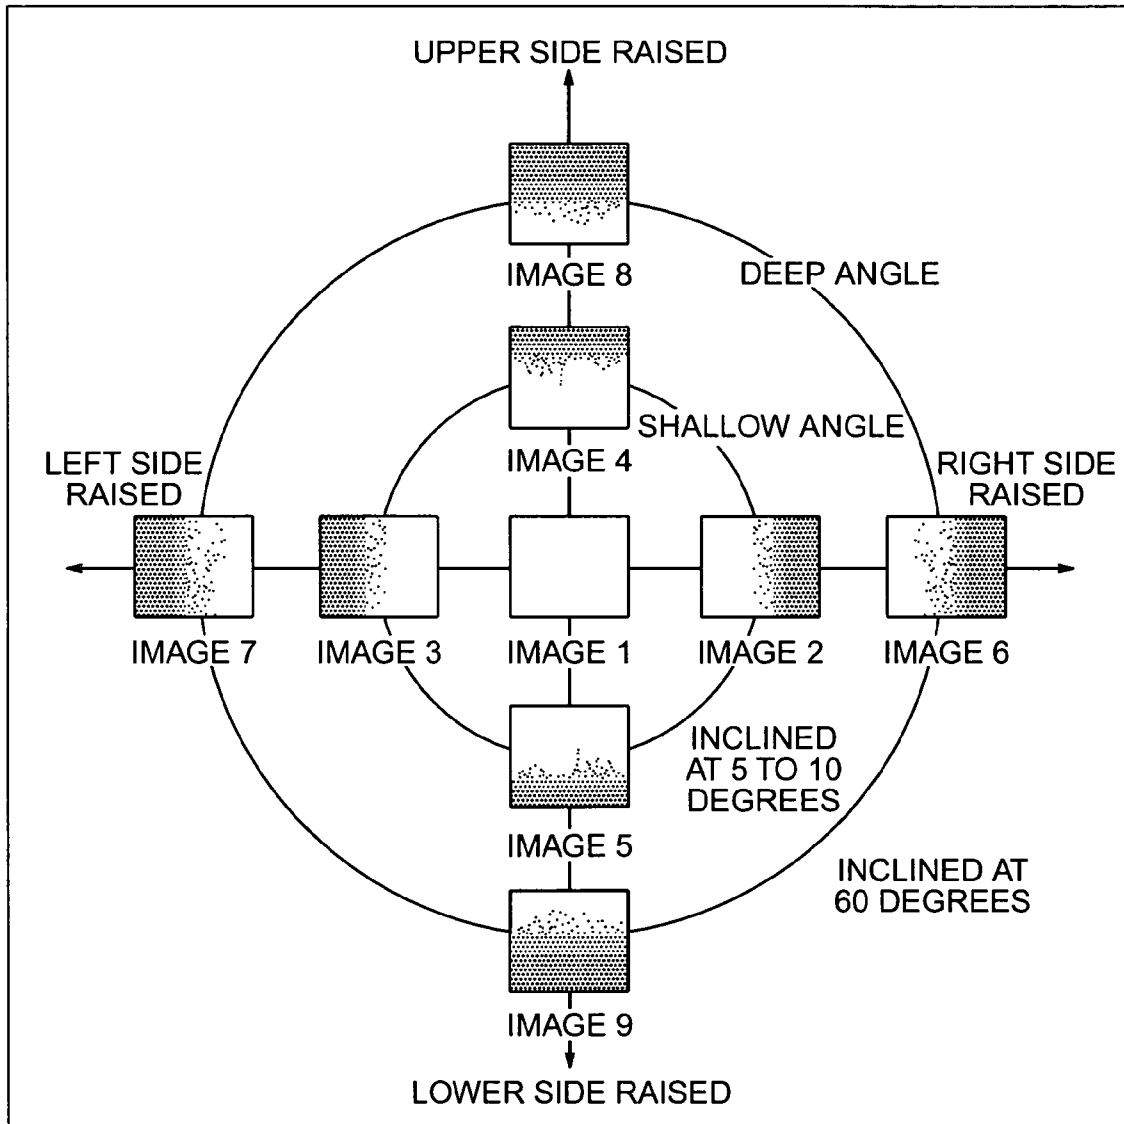 UPPER SIDE RAISED
IMAGE 8
DEEP ANGLE
SHALLOW ANGLE
IMAGE 4
LEFT SIDE
RAISED
RIGHT SIDE
RAISED
IMAGE 7
IMAGE 3
IMAGE 1
IMAGE 2
IMAGE 6
INCLINED
AT 5 TO 10
DEGREES
IMAGE 5
INCLINED AT
60 DEGREES
IMAGE 9
LOWER SIDE RAISED